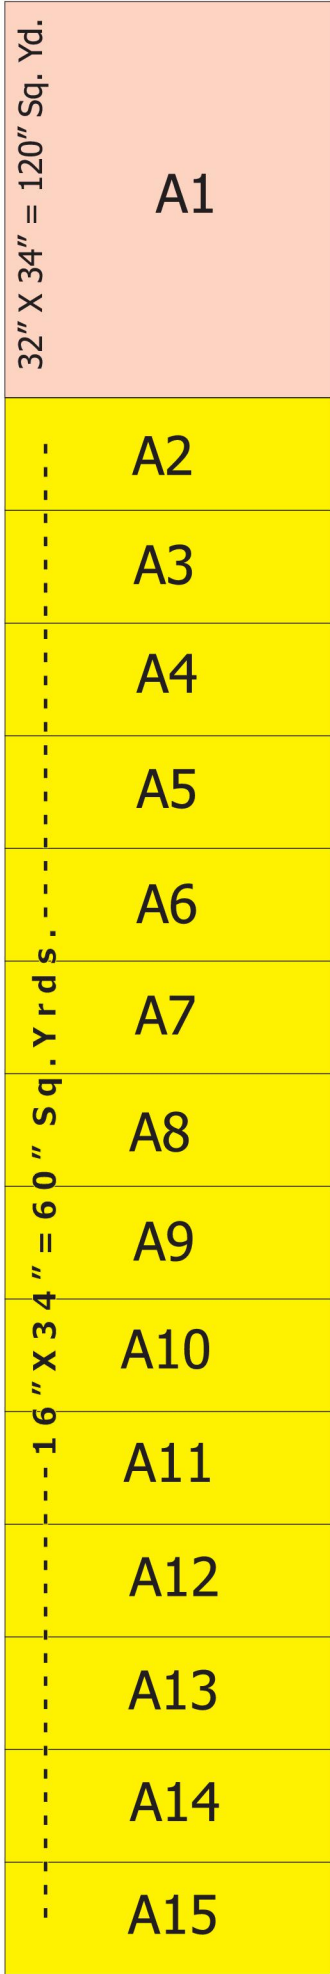 32" X 34" = 120" Sq. Yd.
A1
A2
A3
A4
A5
A6
A7
A8
A9
A10
A11
A12
A13
A14
A15
--------------16"X34"=60" Sq.Yrds.----------------